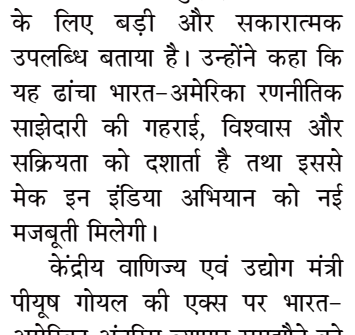 के लिए बड़ी और सकारात्मक
उपलब्धि बताया है। उन्होंने कहा कि
यह ढांचा भारत-अमेरिका रणनीतिक
साझेदारी की गहराई, विश्वास और
सक्रियता को दर्शाता है तथा इससे
मेक इन इंडिया अभियान को नई
मजबूती मिलेगी।
केंद्रीय वाणिज्य एवं उद्योग मंत्री
पीयूष गोयल की एक्स पर भारत-